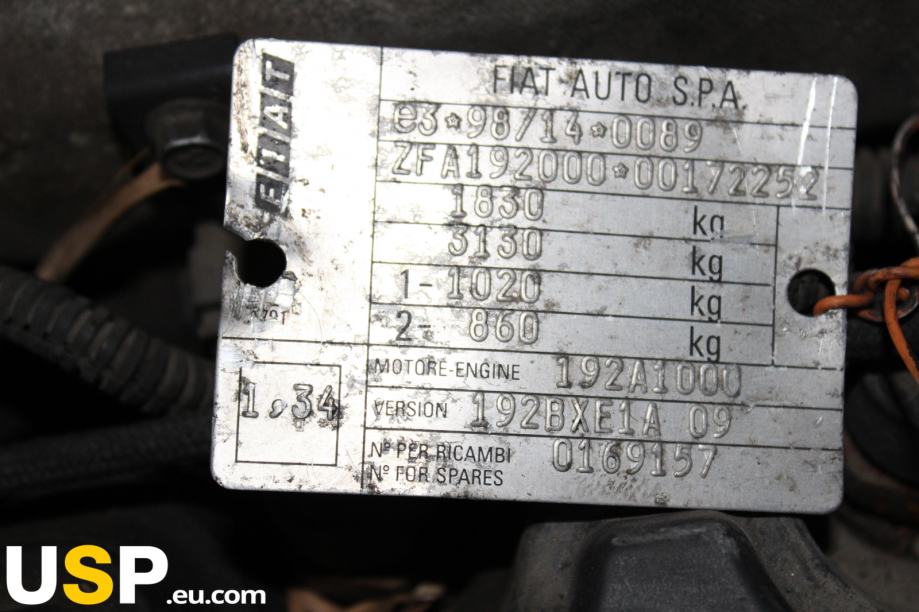 FIAT
FIAT AUTO S.P.A.
e3*98/14*0089
ZFA192000*00172252
1830 kg
3130 kg
1- 1020 kg
2- 860 kg
1.34
MOTORE-ENGINE 192A1000
VERSION 192BXE1A 09
Nº PER RICAMBI
Nº FOR SPARES 0169157
USP.eu.com